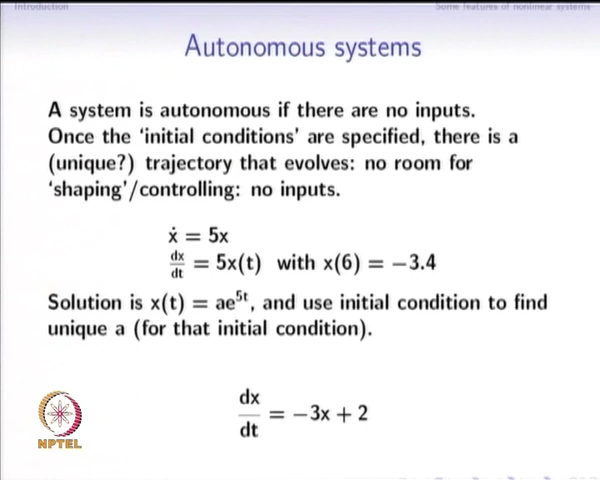 Introduction
Some features of nonlinear systems
Autonomous systems
A system is autonomous if there are no inputs.
Once the ‘initial conditions’ are specified, there is a
(unique?) trajectory that evolves: no room for
‘shaping’/controlling: no inputs.
ẋ = 5x
dx/dt = 5x(t) with x(6) = −3.4
Solution is x(t) = ae^{5t}, and use initial condition to find
unique a (for that initial condition).
dx/dt = −3x + 2
NPTEL